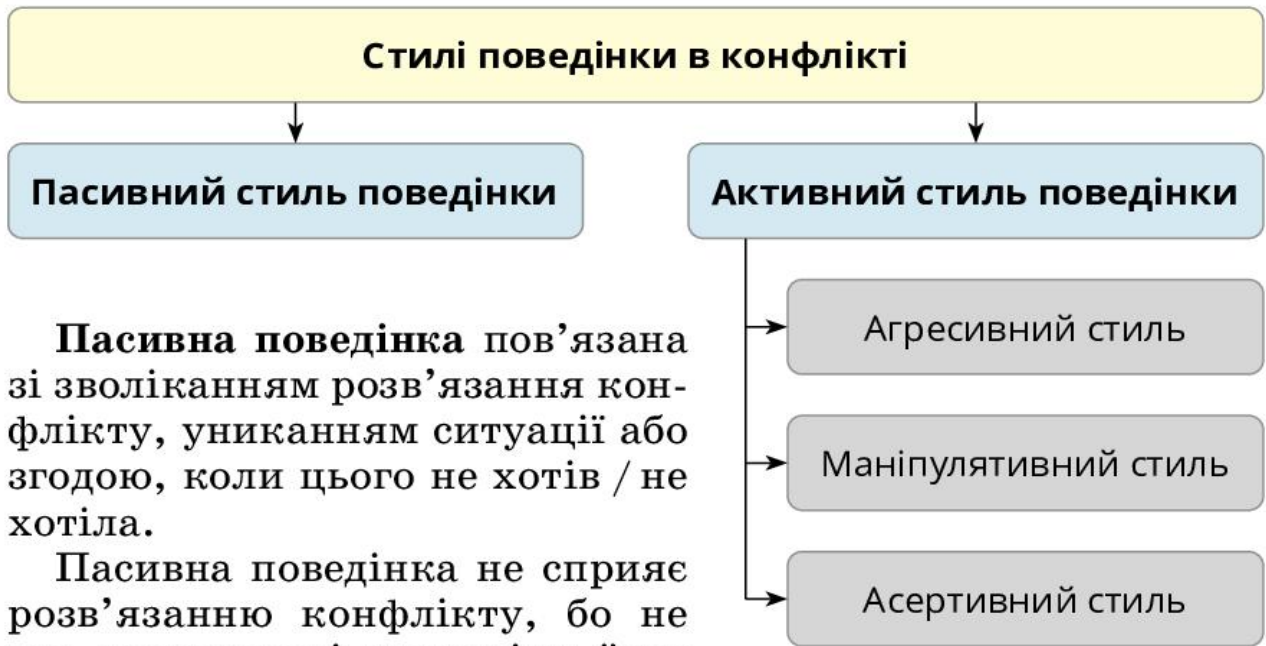 Стилі поведінки в конфлікті
Пасивний стиль поведінки
Активний стиль поведінки
Агресивний стиль
Маніпулятивний стиль
Асертивний стиль
Пасивна поведінка пов’язана
зі зволіканням розв’язання кон-
флікту, униканням ситуації або
згодою, коли цього не хотів / не
хотіла.
Пасивна поведінка не сприяє
розв’язанню конфлікту, бо не